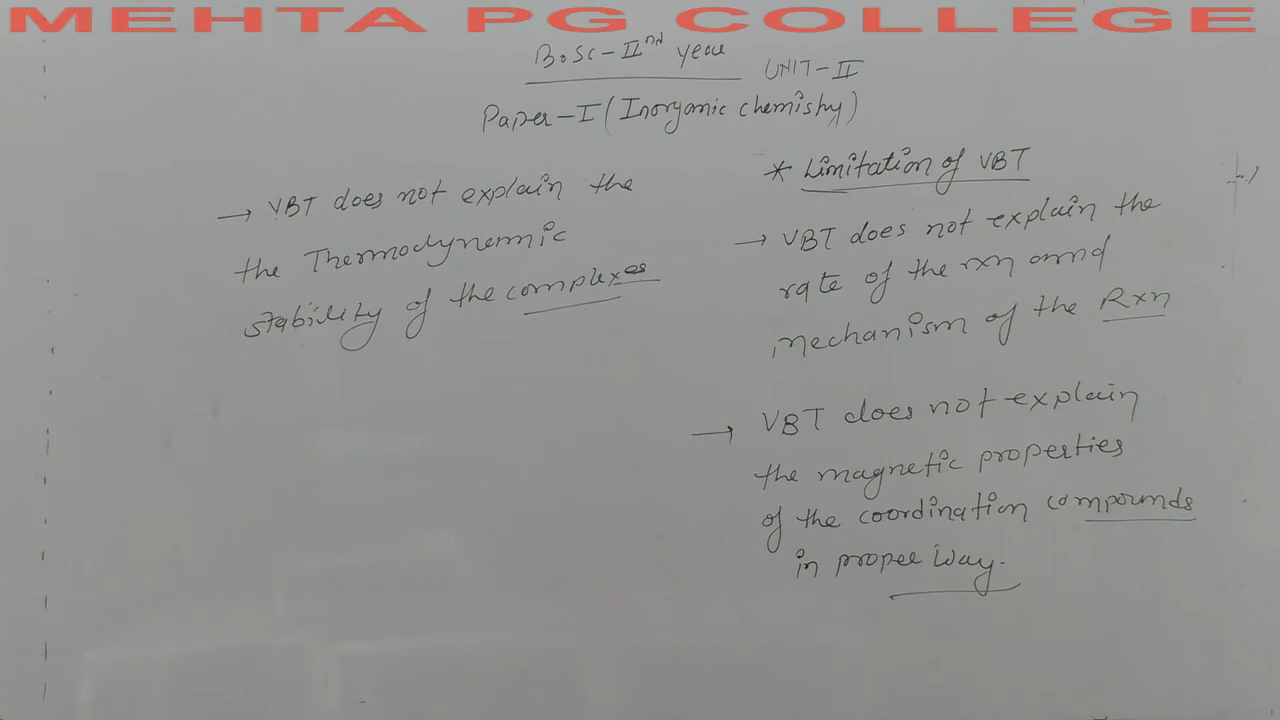 MEHTA PG COLLEGE
B.Sc-IInd year
UNIT-II
Paper-I (Inorganic chemistry)
* Limitation of VBT
→ VBT does not explain the
rate of the rxn annd
mechanism of the Rxn
→ VBT does not explain
the magnetic properties
of the coordination compounds
in proper way.
→ VBT does not explain the
the Thermodynemic
stability of the complexes